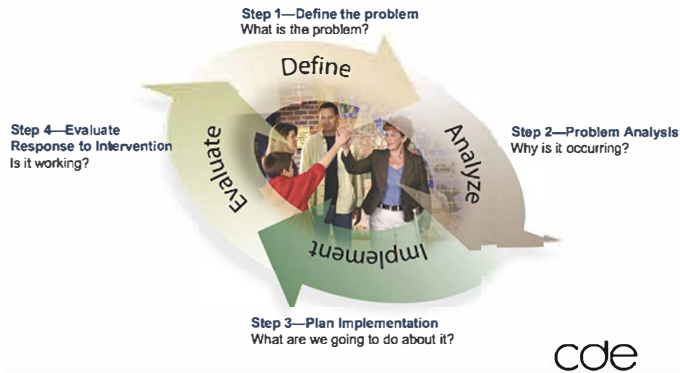 Step 1—Define the problem
What is the problem?
Define
Step 4—Evaluate
Response to Intervention
Is it working?
Evaluate
Analyze
Step 2—Problem Analysis
Why is it occurring?
Implement
Step 3—Plan Implementation
What are we going to do about it?
cde